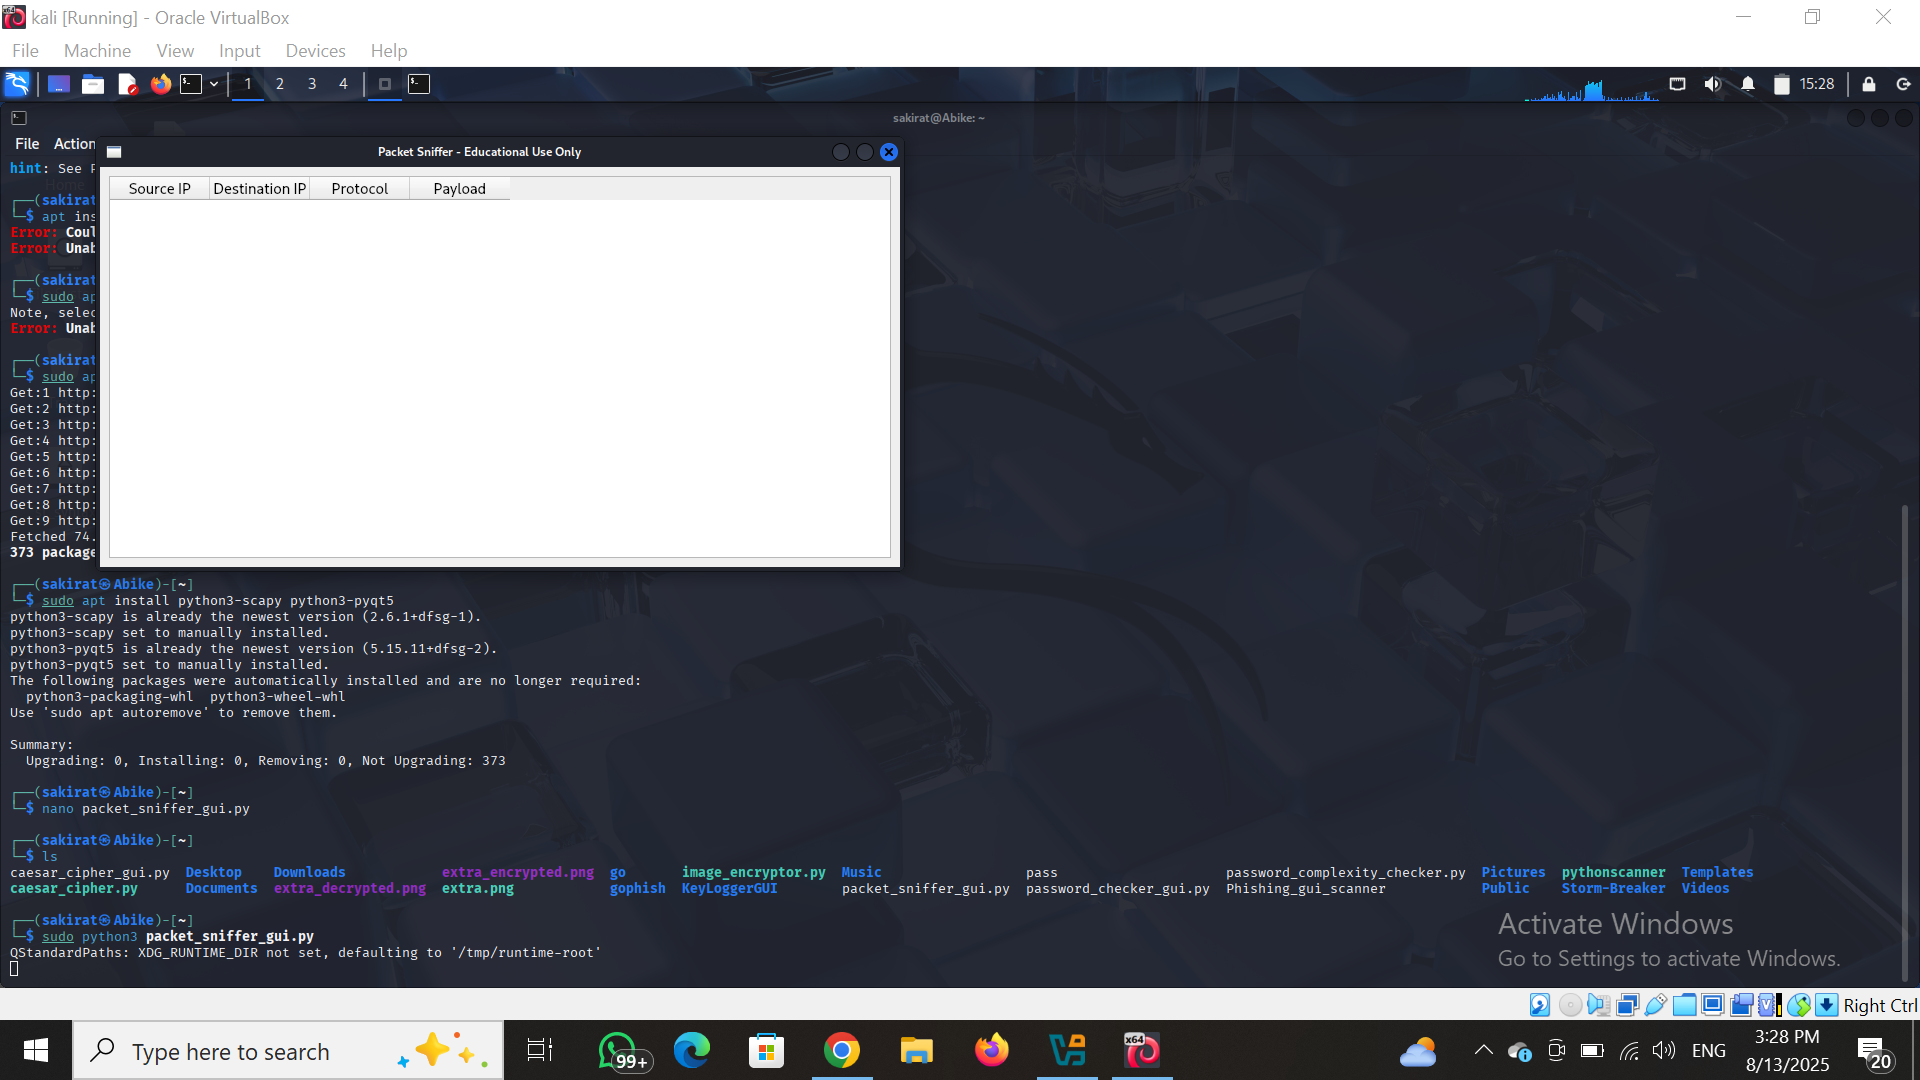 kali [Running] - Oracle VirtualBox
File Machine View Input Devices Help
1 2 3 4
15:28
sakirat@Abike: ~
File Action
Packet Sniffer - Educational Use Only
Source IP Destination IP Protocol Payload
hint: See
┌──(sakirat
└─$ apt ins
Error: Coul
Error: Unab
┌──(sakirat
└─$ sudo ap
Note, selec
Error: Unab
┌──(sakirat
└─$ sudo ap
Get:1 http:
Get:2 http:
Get:3 http:
Get:4 http:
Get:5 http:
Get:6 http:
Get:7 http:
Get:8 http:
Get:9 http:
Fetched 74.
373 package
┌──(sakirat㉿Abike)-[~]
└─$ sudo apt install python3-scapy python3-pyqt5
python3-scapy is already the newest version (2.6.1+dfsg-1).
python3-scapy set to manually installed.
python3-pyqt5 is already the newest version (5.15.11+dfsg-2).
python3-pyqt5 set to manually installed.
The following packages were automatically installed and are no longer required:
python3-packaging-whl python3-wheel-whl
Use 'sudo apt autoremove' to remove them.
Summary:
Upgrading: 0, Installing: 0, Removing: 0, Not Upgrading: 373
┌──(sakirat㉿Abike)-[~]
└─$ nano packet_sniffer_gui.py
┌──(sakirat㉿Abike)-[~]
└─$ ls
caesar_cipher_gui.py Desktop Downloads extra_encrypted.png go image_encryptor.py Music pass password_complexity_checker.py Pictures pythonscanner Templates
caesar_cipher.py Documents extra_decrypted.png extra.png gophish KeyLoggerGUI packet_sniffer_gui.py password_checker_gui.py Phishing_gui_scanner Public Storm-Breaker Videos
┌──(sakirat㉿Abike)-[~]
└─$ sudo python3 packet_sniffer_gui.py
QStandardPaths: XDG_RUNTIME_DIR not set, defaulting to '/tmp/runtime-root'
Activate Windows
Go to Settings to activate Windows.
Right Ctrl
Type here to search
99+
x64
ENG
3:28 PM
8/13/2025
20